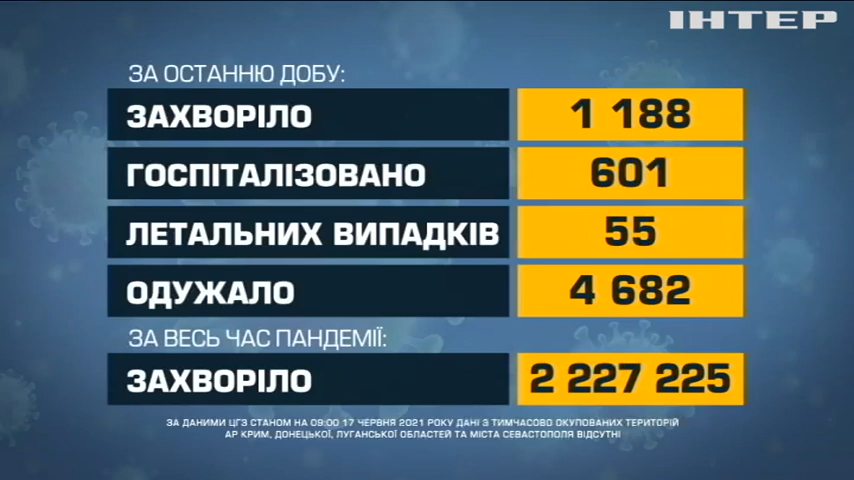 ІНТЕР
ЗА ОСТАННЮ ДОБУ:
ЗАХВОРІЛО 1 188
ГОСПІТАЛІЗОВАНО 601
ЛЕТАЛЬНИХ ВИПАДКІВ 55
ОДУЖАЛО 4 682
ЗА ВЕСЬ ЧАС ПАНДЕМІЇ:
ЗАХВОРІЛО 2 227 225
ЗА ДАНИМИ ЦГЗ СТАНОМ НА 09:00 17 ЧЕРВНЯ 2021 РОКУ ДАНІ З ТИМЧАСОВО ОКУПОВАНИХ ТЕРИТОРІЙ
АР КРИМ, ДОНЕЦЬКОЇ, ЛУГАНСЬКОЇ ОБЛАСТЕЙ ТА МІСТА СЕВАСТОПОЛЯ ВІДСУТНІ